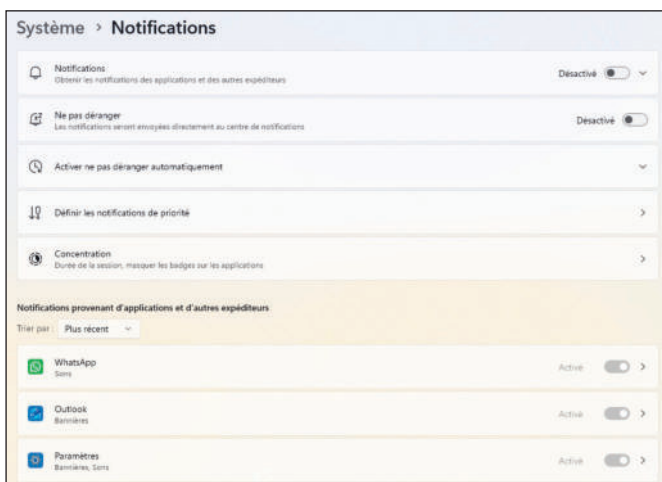 Système > Notifications
Notifications
Obtenir les notifications des applications et des autres expéditeurs
Désactivé
Ne pas déranger
Les notifications seront envoyées directement au centre de notifications
Désactivé
Activer ne pas déranger automatiquement
Définir les notifications de priorité
Concentration
Durée de la session, masquer les badges sur les applications
Notifications provenant d'applications et d'autres expéditeurs
Trier par : Plus récent
WhatsApp
Sons
Activé
Outlook
Bannières
Activé
Paramètres
Bannières, Sons
Activé